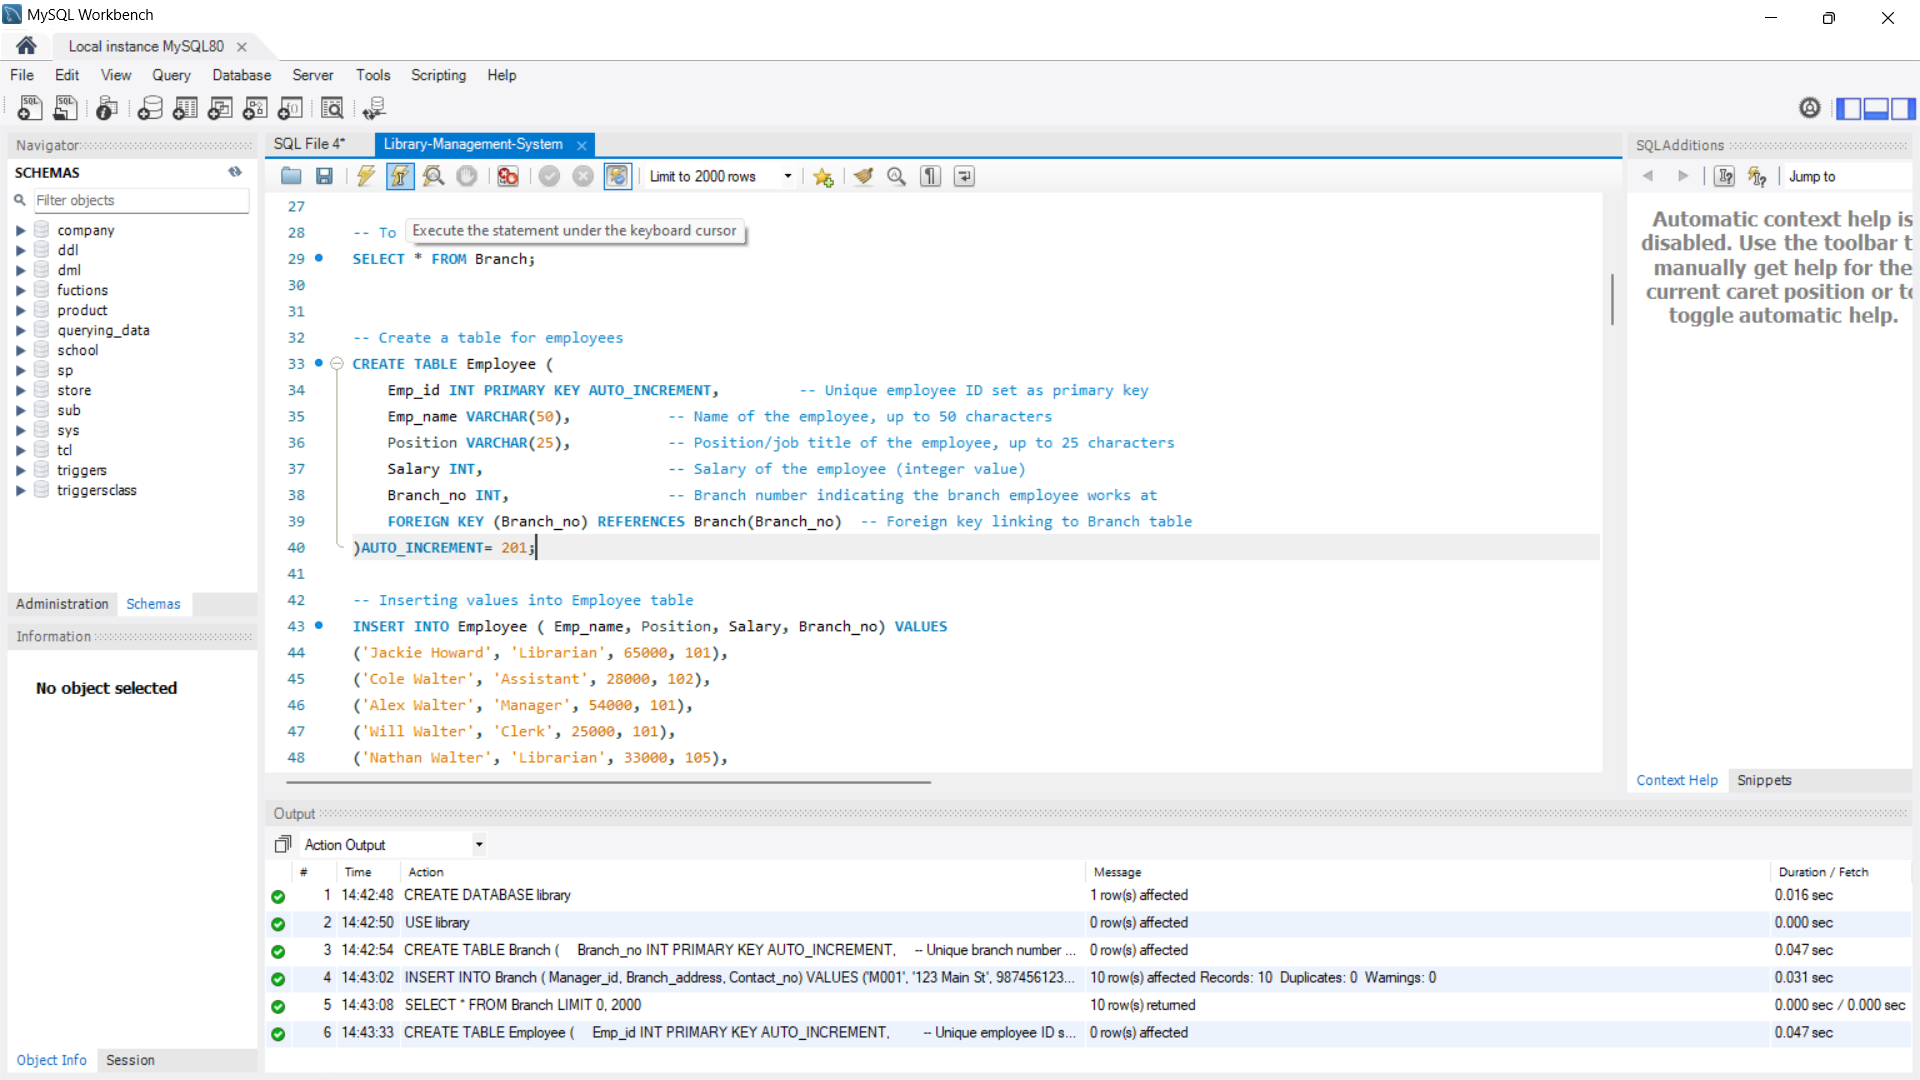 MySQL Workbench
Local instance MySQL80
File Edit View Query Database Server Tools Scripting Help
Navigator
SCHEMAS
Filter objects
company
ddl
dml
fuctions
product
querying_data
school
sp
store
sub
sys
tcl
triggers
triggersclass
Administration Schemas
Information
No object selected
Object Info Session
SQL File 4* Library-Management-System
Limit to 2000 rows
27
28 -- To
Execute the statement under the keyboard cursor
29 SELECT * FROM Branch;
30
31
32 -- Create a table for employees
33 CREATE TABLE Employee (
34 Emp_id INT PRIMARY KEY AUTO_INCREMENT, -- Unique employee ID set as primary key
35 Emp_name VARCHAR(50), -- Name of the employee, up to 50 characters
36 Position VARCHAR(25), -- Position/job title of the employee, up to 25 characters
37 Salary INT, -- Salary of the employee (integer value)
38 Branch_no INT, -- Branch number indicating the branch employee works at
39 FOREIGN KEY (Branch_no) REFERENCES Branch(Branch_no) -- Foreign key linking to Branch table
40 )AUTO_INCREMENT= 201;
41
42 -- Inserting values into Employee table
43 INSERT INTO Employee ( Emp_name, Position, Salary, Branch_no) VALUES
44 ('Jackie Howard', 'Librarian', 65000, 101),
45 ('Cole Walter', 'Assistant', 28000, 102),
46 ('Alex Walter', 'Manager', 54000, 101),
47 ('Will Walter', 'Clerk', 25000, 101),
48 ('Nathan Walter', 'Librarian', 33000, 105),
SQLAdditions
Jump to
Automatic context help is
disabled. Use the toolbar t
manually get help for the
current caret position or to
toggle automatic help.
Context Help Snippets
Output
Action Output
# Time Action Message Duration / Fetch
1 14:42:48 CREATE DATABASE library 1 row(s) affected 0.016 sec
2 14:42:50 USE library 0 row(s) affected 0.000 sec
3 14:42:54 CREATE TABLE Branch ( Branch_no INT PRIMARY KEY AUTO_INCREMENT, -- Unique branch number ... 0 row(s) affected 0.047 sec
4 14:43:02 INSERT INTO Branch ( Manager_id, Branch_address, Contact_no) VALUES ('M001', '123 Main St', 987456123... 10 row(s) affected Records: 10 Duplicates: 0 Warnings: 0 0.031 sec
5 14:43:08 SELECT * FROM Branch LIMIT 0, 2000 10 row(s) returned 0.000 sec / 0.000 sec
6 14:43:33 CREATE TABLE Employee ( Emp_id INT PRIMARY KEY AUTO_INCREMENT, -- Unique employee ID s... 0 row(s) affected 0.047 sec